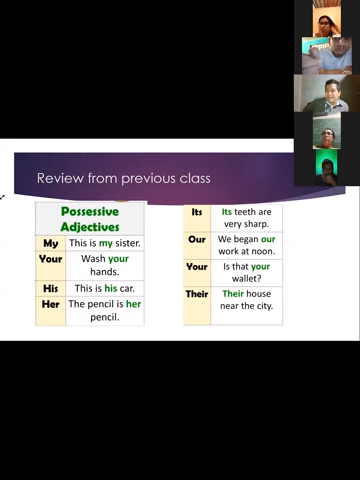 Review from previous class
Possessive
Adjectives
My This is my sister.
Your Wash your
hands.
His This is his car.
Her The pencil is her
pencil.
Its Its teeth are
very sharp.
Our We began our
work at noon.
Your Is that your
wallet?
Their Their house
near the city.